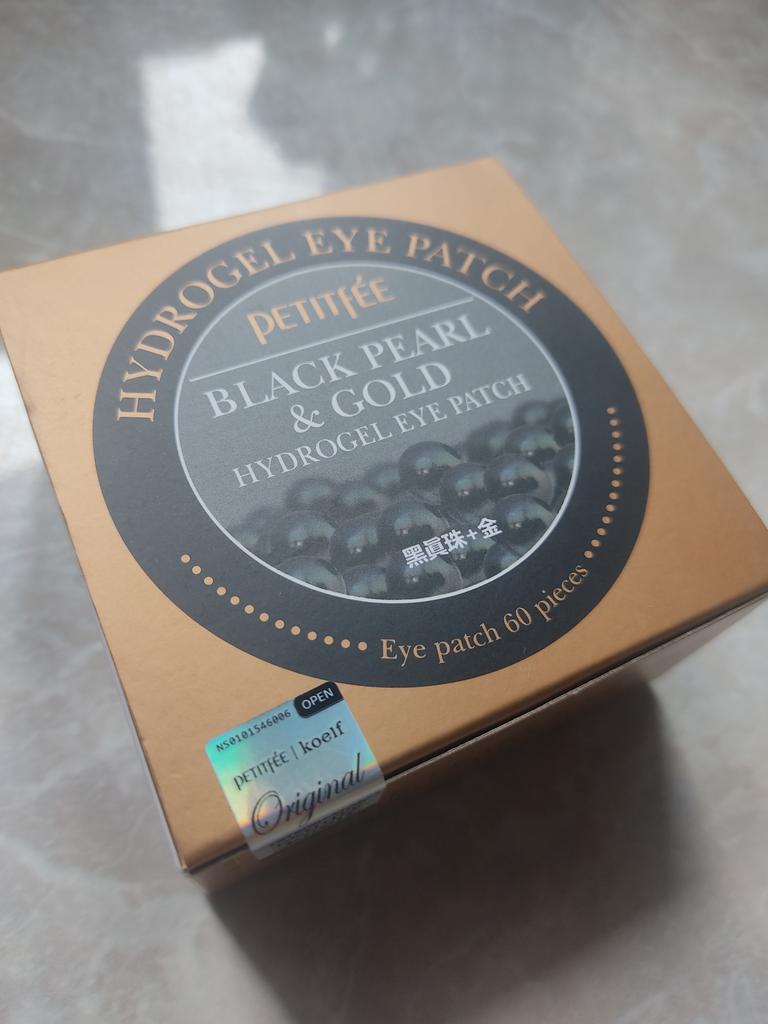 HYDROGEL EYE PATCH
PETITFÉE
BLACK PEARL
& GOLD
HYDROGEL EYE PATCH
黑眞珠+金
Eye patch 60 pieces
NS0101546006 OPEN
PETITFÉE | koelf
Original